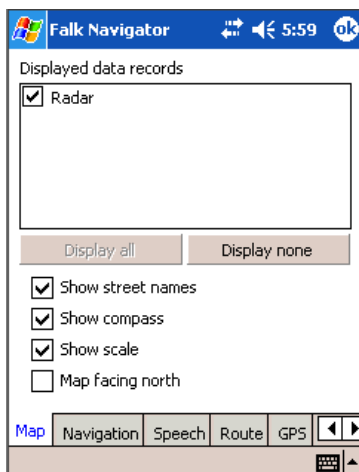 Falk Navigator 5:59 ok
Displayed data records
Radar
Display all Display none
Show street names
Show compass
Show scale
Map facing north
Map Navigation Speech Route GPS